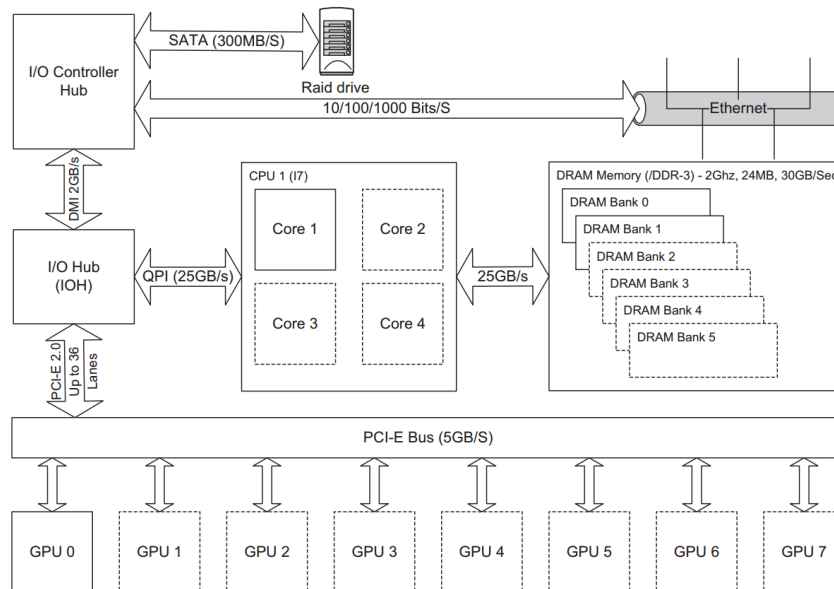 SATA (300MB/S)
I/O Controller
Hub
Raid drive
10/100/1000 Bits/S
Ethernet
DMI 2GB/s
CPU 1 (I7)
DRAM Memory (/DDR-3) - 2Ghz, 24MB, 30GB/Sec
DRAM Bank 0
Core 1
Core 2
DRAM Bank 1
DRAM Bank 2
I/O Hub
(IOH)
QPI (25GB/s)
25GB/s
DRAM Bank 3
DRAM Bank 4
Core 3
Core 4
DRAM Bank 5
PCI-E 2.0
Up to 36
Lanes
PCI-E Bus (5GB/S)
GPU 0
GPU 1
GPU 2
GPU 3
GPU 4
GPU 5
GPU 6
GPU 7